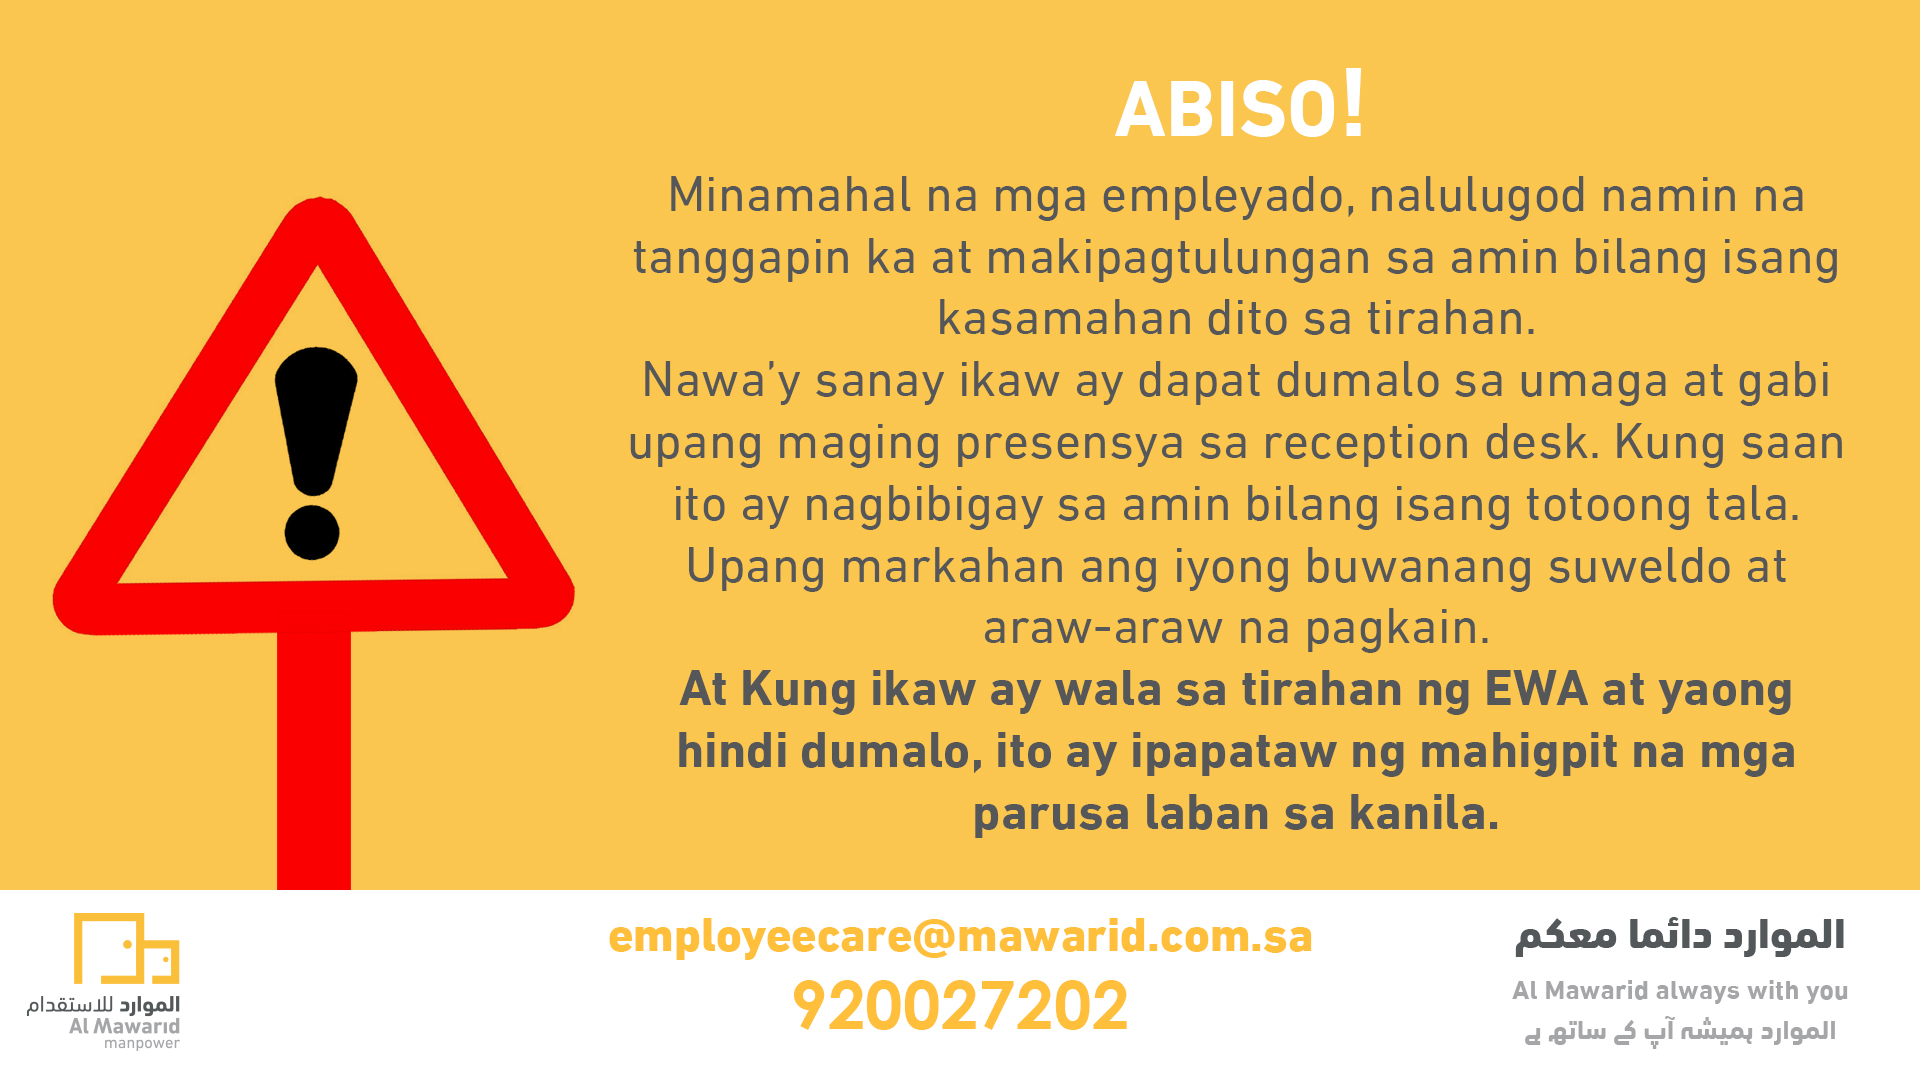 ABISO!
Minamahal na mga empleyado, nalulugod namin na
tanggapin ka at makipagtulungan sa amin bilang isang
kasamahan dito sa tirahan.
Nawa’y sanay ikaw ay dapat dumalo sa umaga at gabi
upang maging presensya sa reception desk. Kung saan
ito ay nagbibigay sa amin bilang isang totoong tala.
Upang markahan ang iyong buwanang suweldo at
araw-araw na pagkain.
At Kung ikaw ay wala sa tirahan ng EWA at yaong
hindi dumalo, ito ay ipapataw ng mahigpit na mga
parusa laban sa kanila.
الموارد للاستقدام
Al Mawarid
manpower
employeecare@mawarid.com.sa
920027202
الموارد دائما معكم
Al Mawarid always with you
الموارد ہمیشہ آپ کے ساتھ ہے